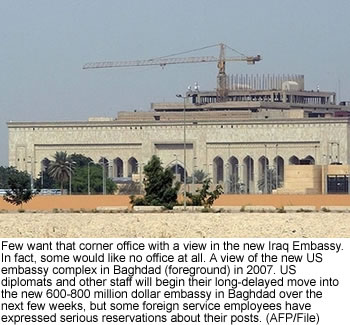 Few want that corner office with a view in the new Iraq Embassy.
In fact, some would like no office at all. A view of the new US
embassy complex in Baghdad (foreground) in 2007. US
diplomats and other staff will begin their long-delayed move into
the new 600-800 million dollar embassy in Baghdad over the
next few weeks, but some foreign service employees have
expressed serious reservations about their posts. (AFP/File)